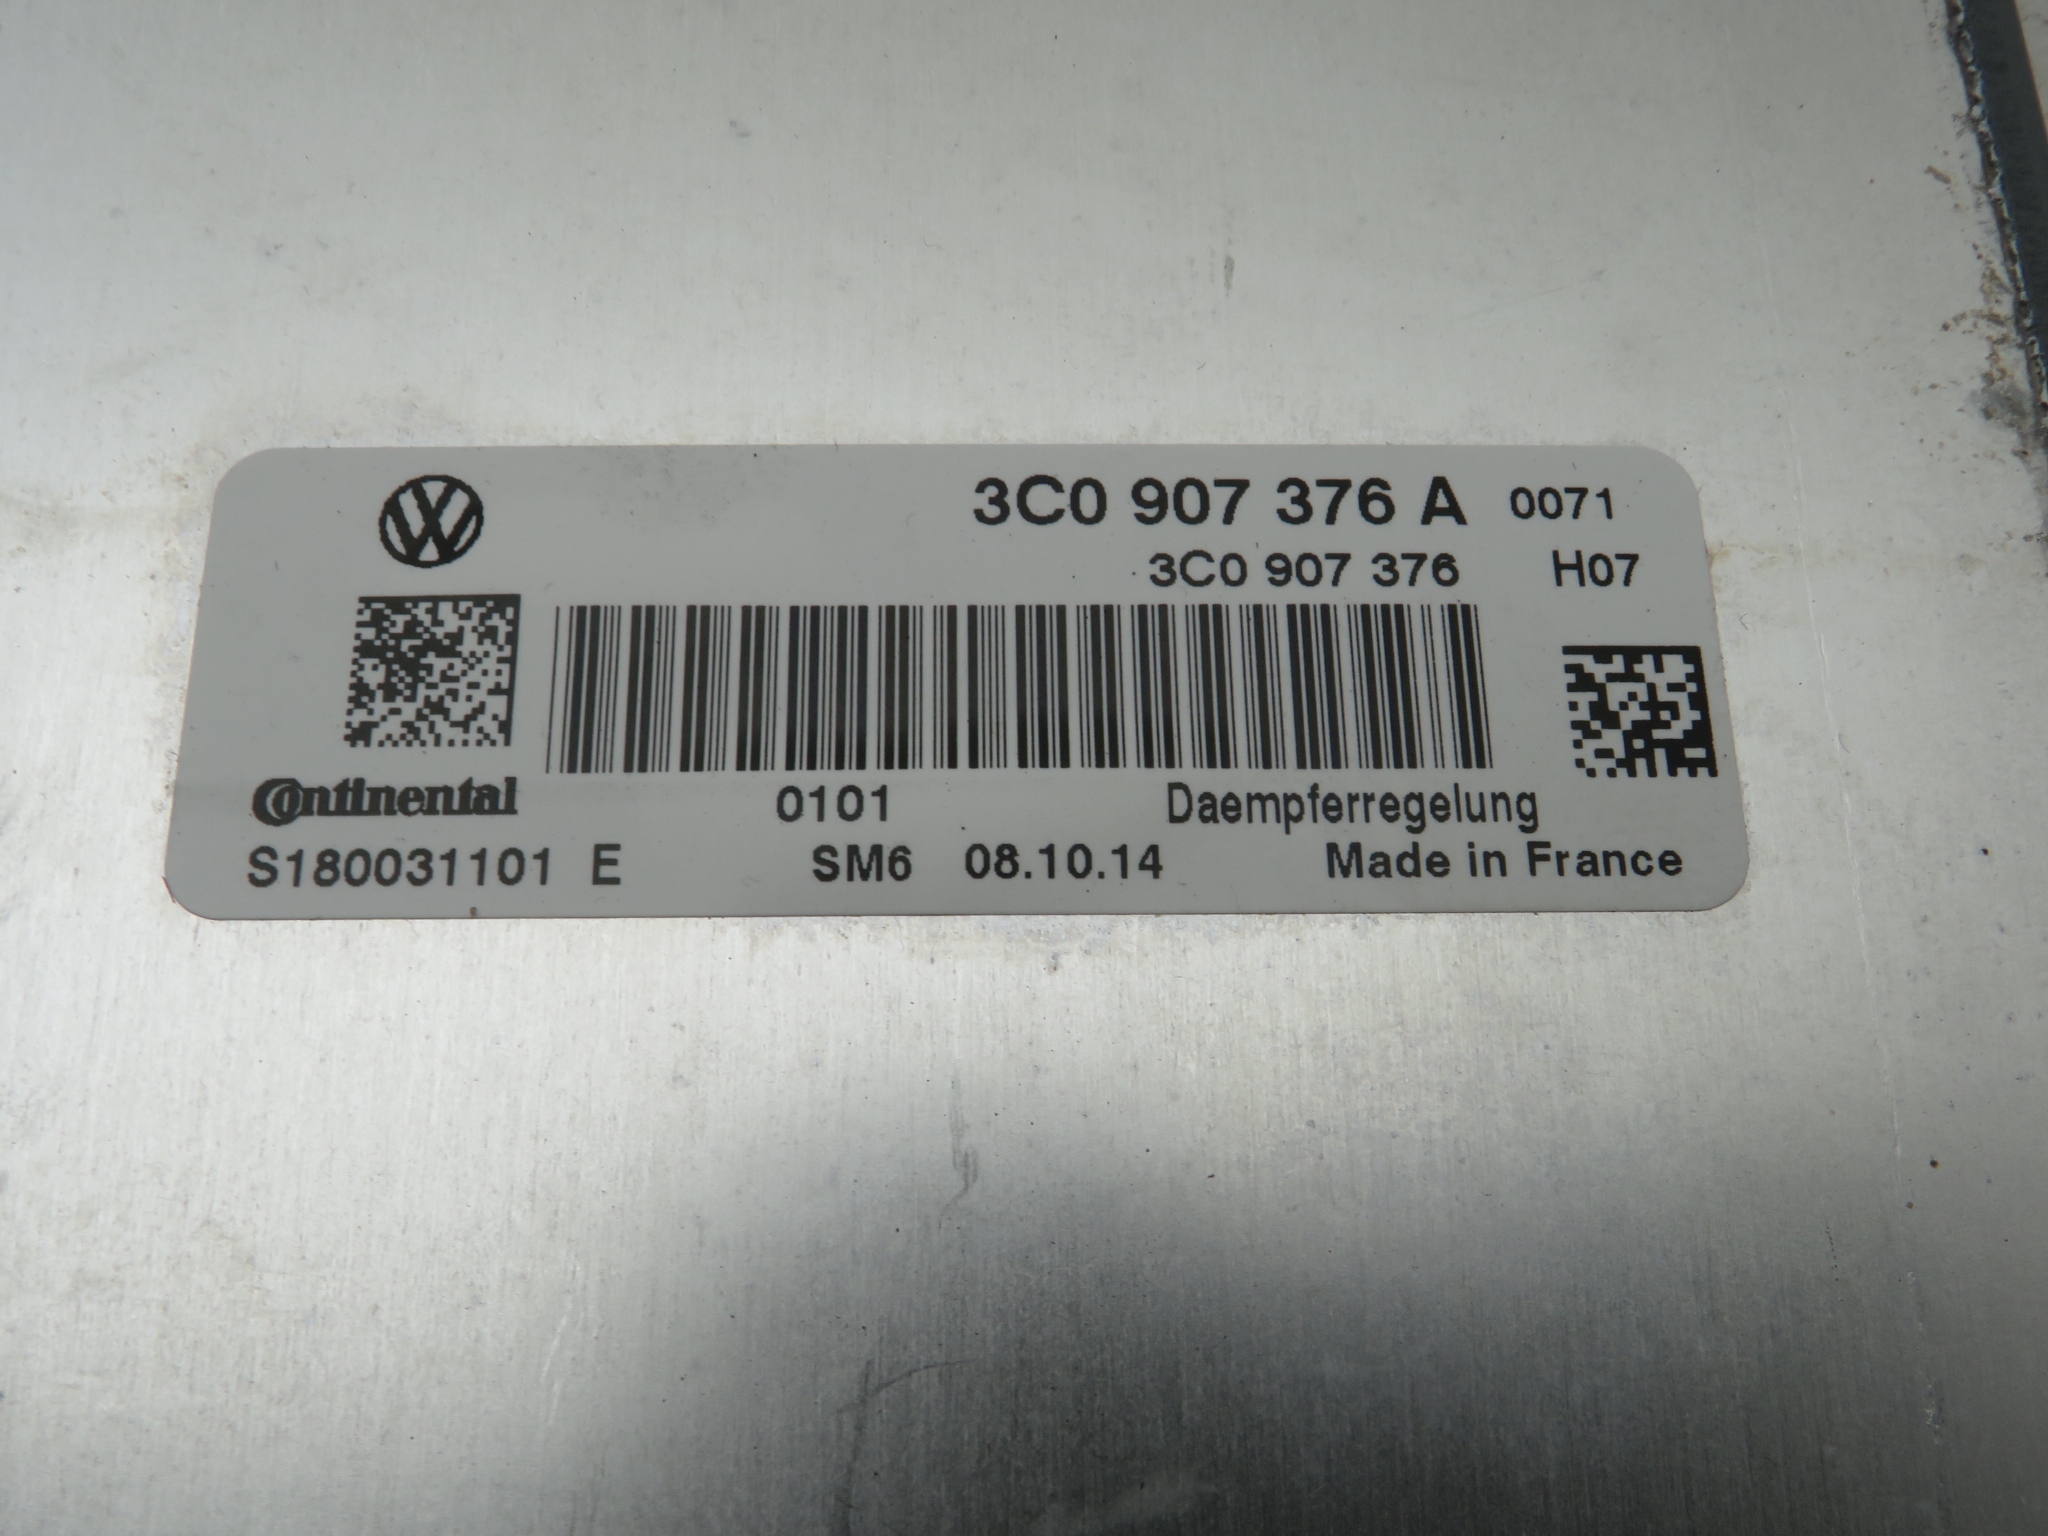 3C0 907 376 A 0071
3C0 907 376 H07
Continental 0101 Daempferregelung
S180031101 E SM6 08.10.14 Made in France